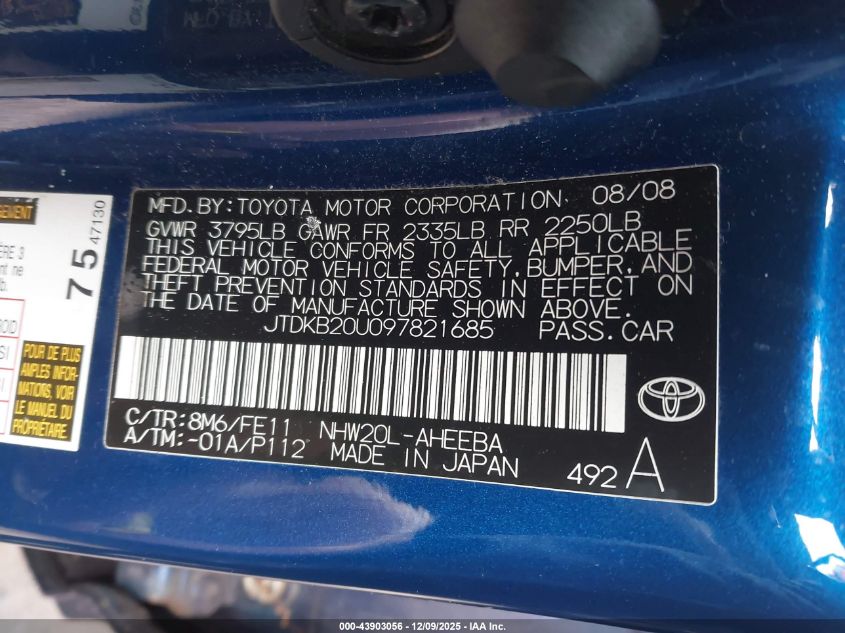 MFD.BY:TOYOTA MOTOR CORPORATION 08/08
GVWR 3795LB GAWR FR 2335LB RR 2250LB
THIS VEHICLE CONFORMS TO ALL APPLICABLE
FEDERAL MOTOR VEHICLE SAFETY, BUMPER, AND
THEFT PREVENTION STANDARDS IN EFFECT ON
THE DATE OF MANUFACTURE SHOWN ABOVE.
JTDKB20U097821685 PASS.CAR
C/TR:8M6/FE11 NHW20L-AHEEBA
A/TM:-01A/P112 MADE IN JAPAN
492 A
75 47130
PLUS DE
AMPLES INFOR-
MATIONS, VOIR
LE MANUEL DU
000-43903056 • 12/09/2025 • IAA Inc.